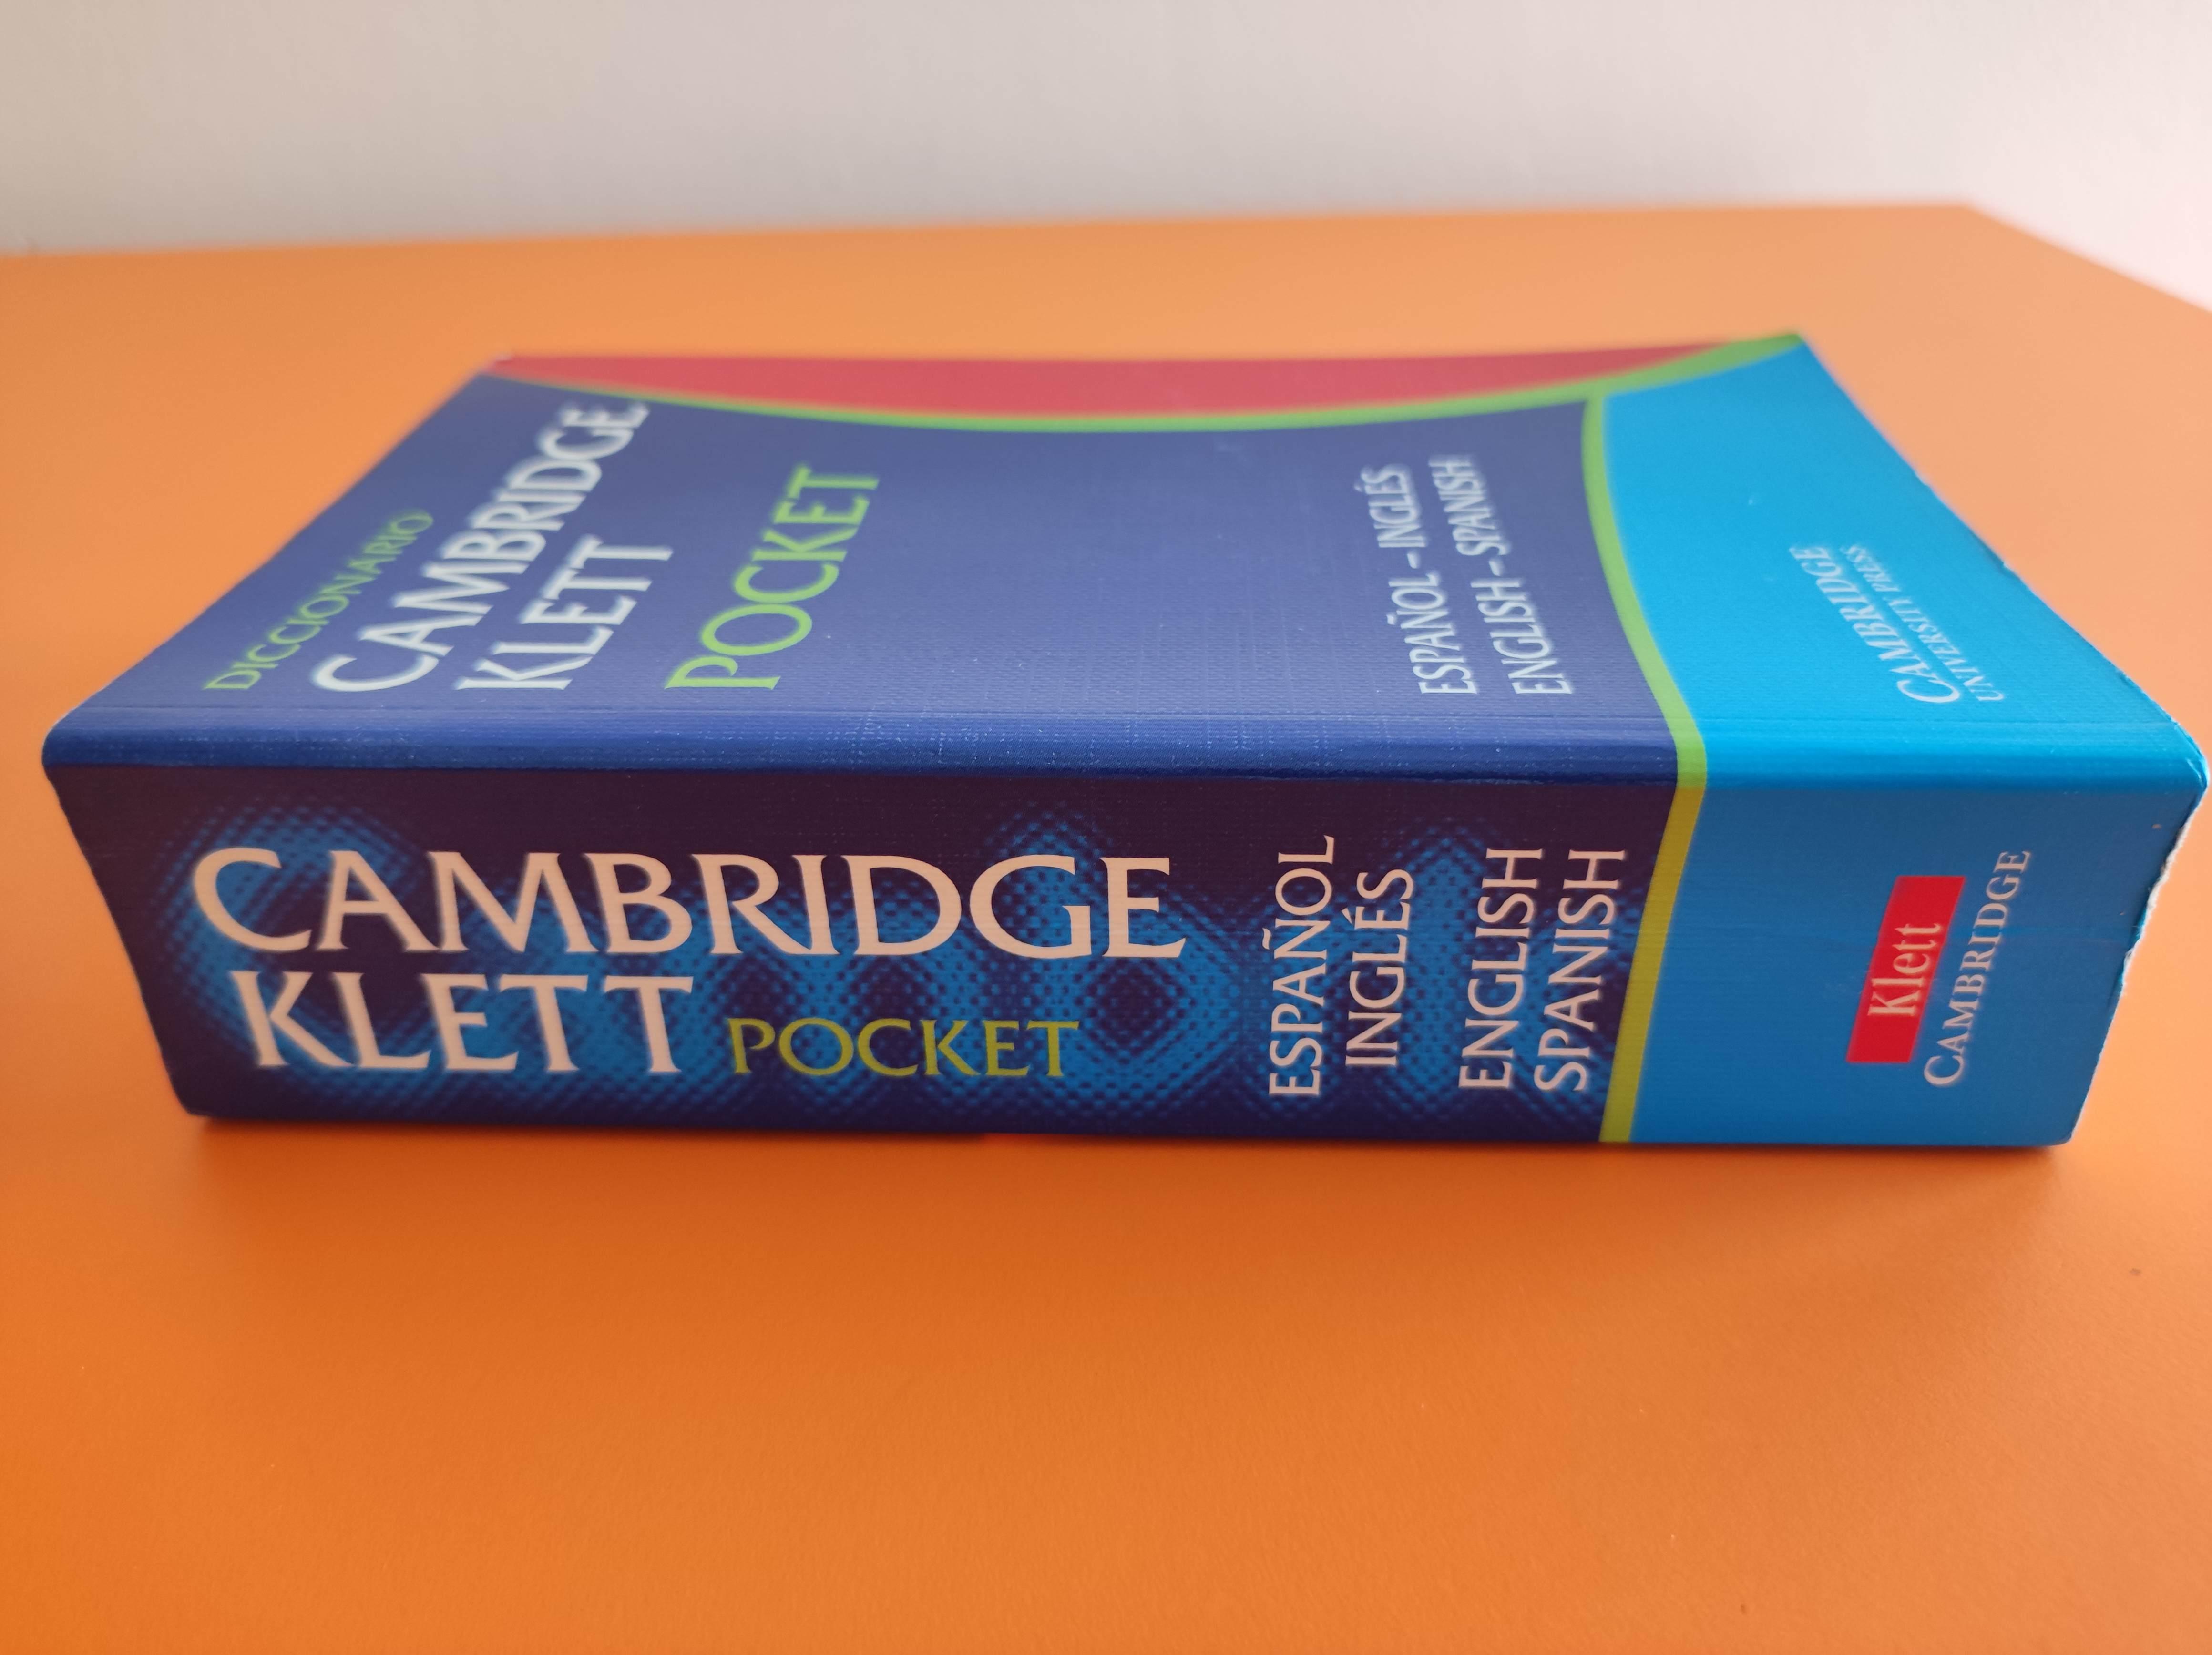 DICCIONARIO
CAMBRIDGE
KLETT
POCKET
ESPAÑOL – INGLÉS
ENGLISH – SPANISH
CAMBRIDGE
UNIVERSITY PRESS
CAMBRIDGE
KLETT POCKET
ESPAÑOL
INGLÉS
ENGLISH
SPANISH
Klett
CAMBRIDGE